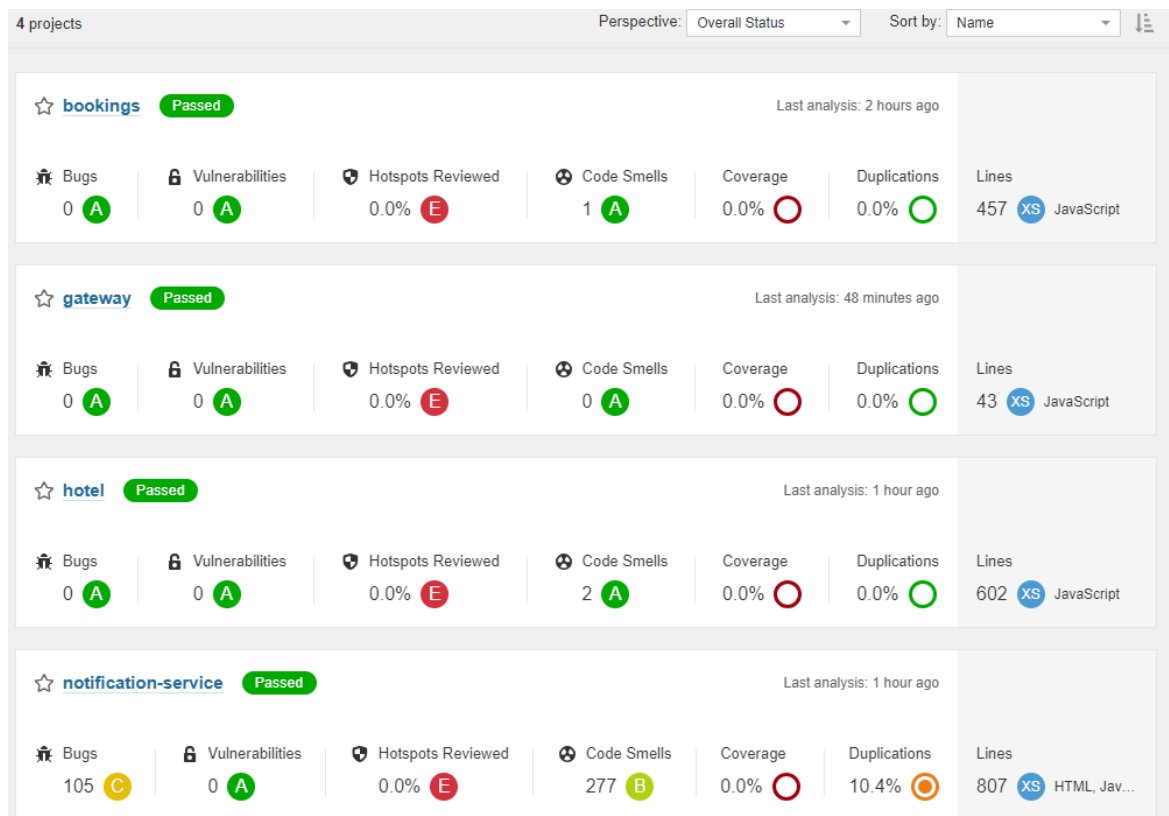 4 projects Perspective: Overall Status Sort by: Name
bookings Passed Last analysis: 2 hours ago
Bugs Vulnerabilities Hotspots Reviewed Code Smells Coverage Duplications Lines
0 A 0 A 0.0% E 1 A 0.0% 0.0% 457 XS JavaScript
gateway Passed Last analysis: 48 minutes ago
Bugs Vulnerabilities Hotspots Reviewed Code Smells Coverage Duplications Lines
0 A 0 A 0.0% E 0 A 0.0% 0.0% 43 XS JavaScript
hotel Passed Last analysis: 1 hour ago
Bugs Vulnerabilities Hotspots Reviewed Code Smells Coverage Duplications Lines
0 A 0 A 0.0% E 2 A 0.0% 0.0% 602 XS JavaScript
notification-service Passed Last analysis: 1 hour ago
Bugs Vulnerabilities Hotspots Reviewed Code Smells Coverage Duplications Lines
105 C 0 A 0.0% E 277 B 0.0% 10.4% 807 XS HTML, Jav...